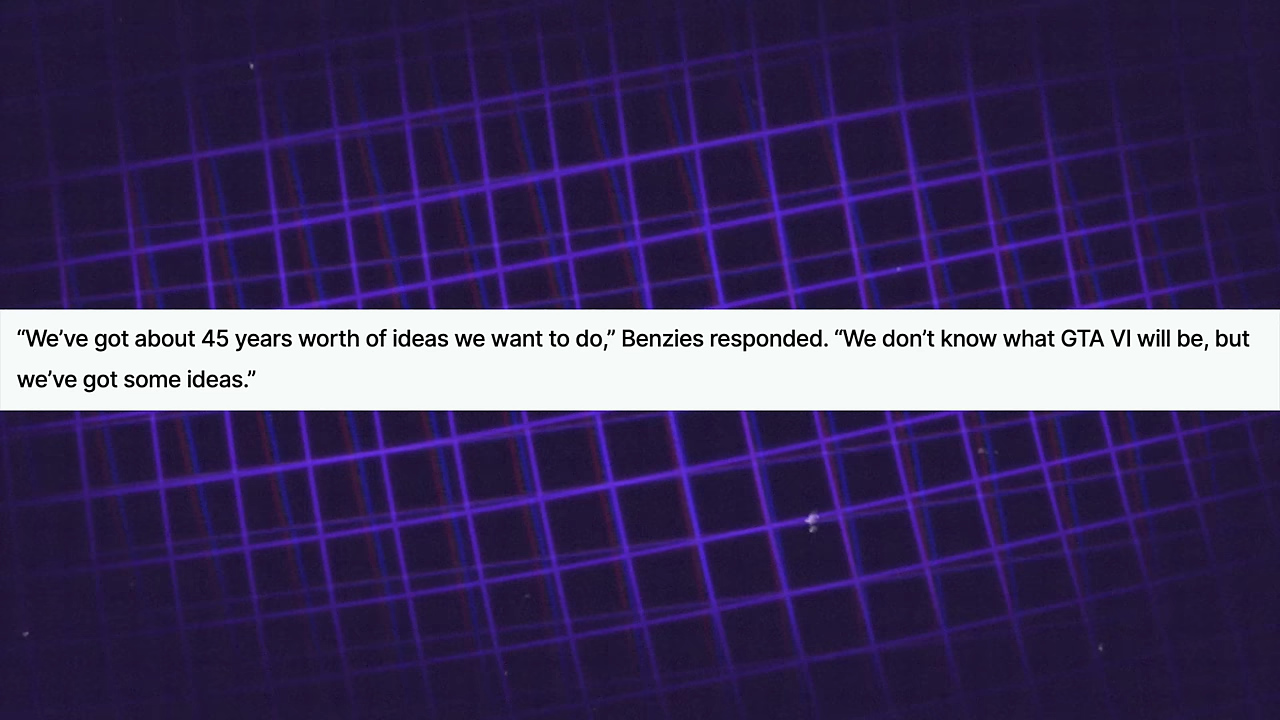 “We’ve got about 45 years worth of ideas we want to do,” Benzies responded. “We don’t know what GTA VI will be, but
we’ve got some ideas.”